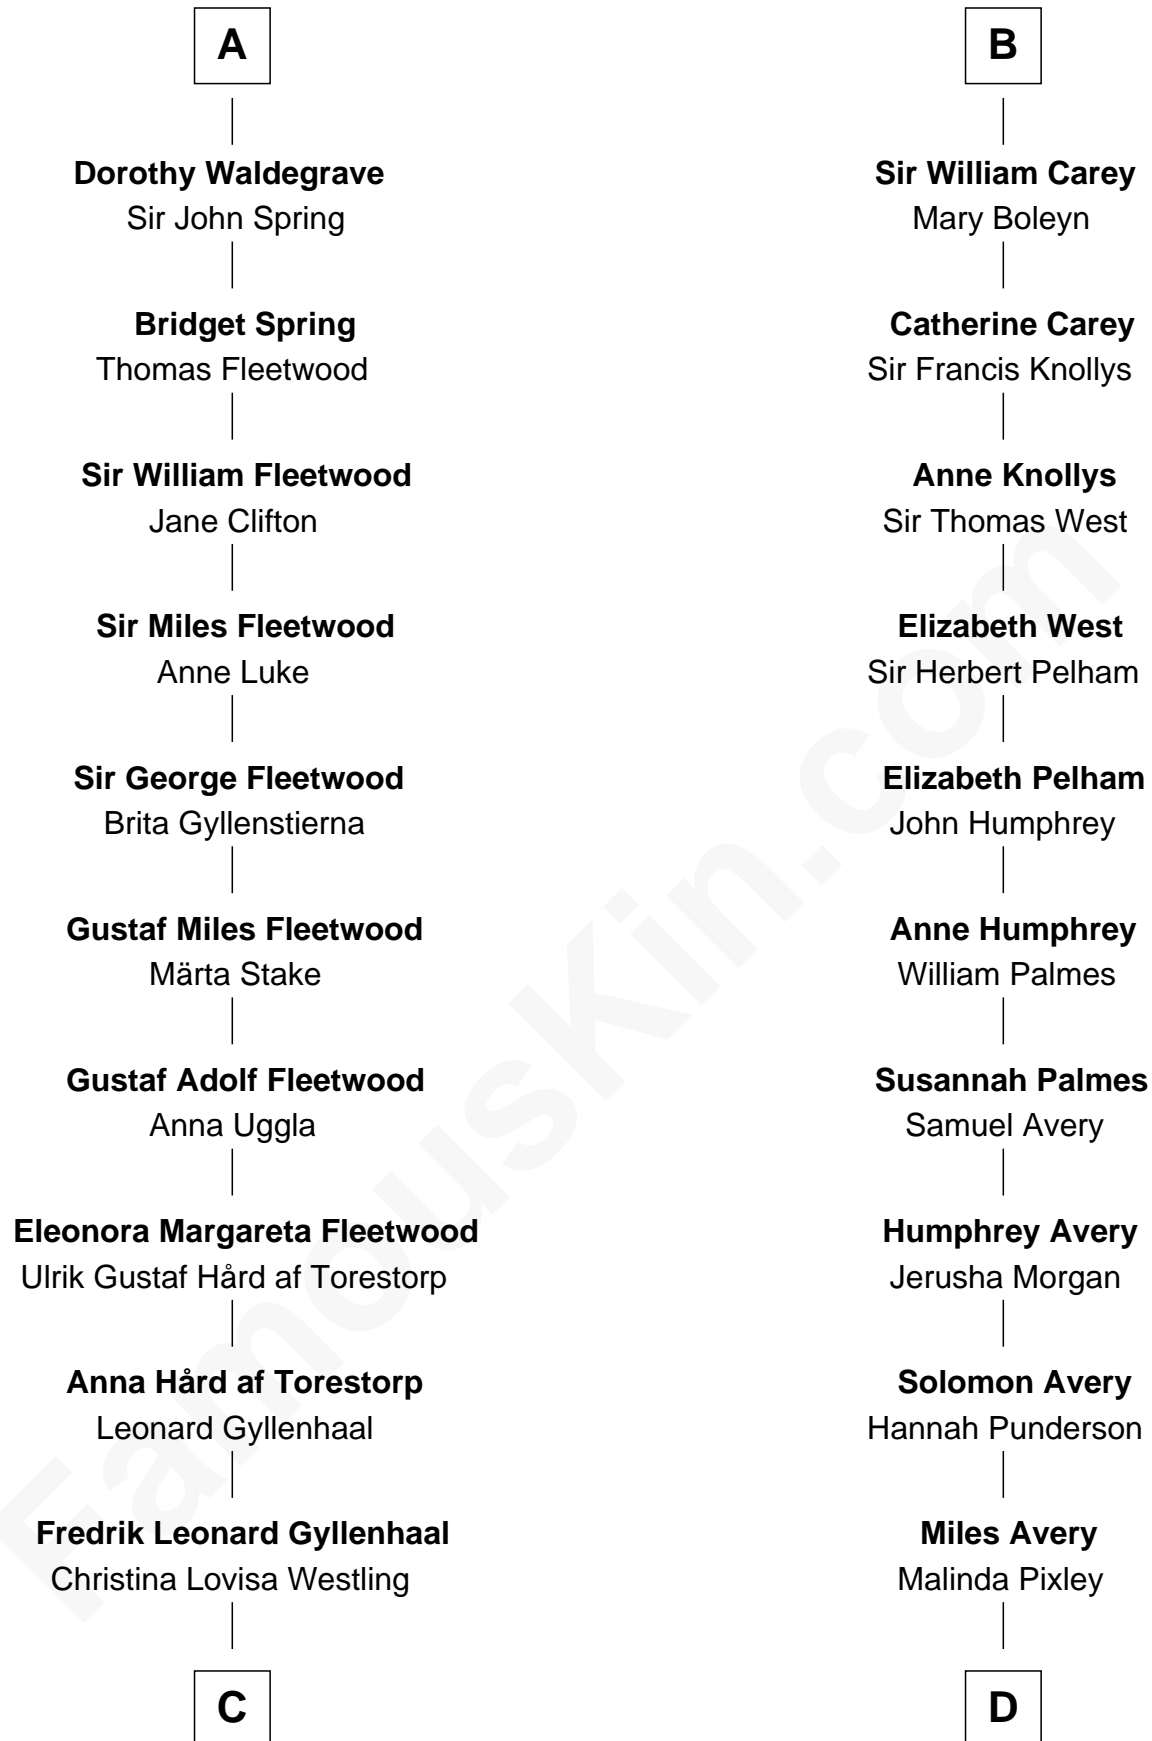 A
Dorothy Waldegrave
Sir John Spring
Bridget Spring
Thomas Fleetwood
Sir William Fleetwood
Jane Clifton
Sir Miles Fleetwood
Anne Luke
Sir George Fleetwood
Brita Gyllenstierna
Gustaf Miles Fleetwood
Märta Stake
Gustaf Adolf Fleetwood
Anna Uggla
Eleonora Margareta Fleetwood
Ulrik Gustaf Hård af Torestorp
Anna Hård af Torestorp
Leonard Gyllenhaal
Fredrik Leonard Gyllenhaal
Christina Lovisa Westling
C
B
Sir William Carey
Mary Boleyn
Catherine Carey
Sir Francis Knollys
Anne Knollys
Sir Thomas West
Elizabeth West
Sir Herbert Pelham
Elizabeth Pelham
John Humphrey
Anne Humphrey
William Palmes
Susannah Palmes
Samuel Avery
Humphrey Avery
Jerusha Morgan
Solomon Avery
Hannah Punderson
Miles Avery
Malinda Pixley
D
FamousKin.com